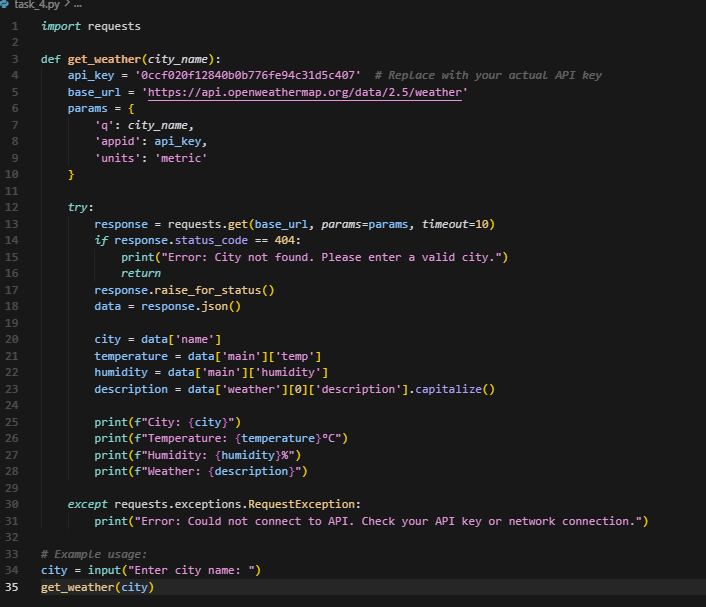 task_4.py > ...
1 import requests
2
3 def get_weather(city_name):
4     api_key = '0ccf020f12840b0b776fe94c31d5c407'  # Replace with your actual API key
5     base_url = 'https://api.openweathermap.org/data/2.5/weather'
6     params = {
7         'q': city_name,
8         'appid': api_key,
9         'units': 'metric'
10     }
11
12     try:
13         response = requests.get(base_url, params=params, timeout=10)
14         if response.status_code == 404:
15             print("Error: City not found. Please enter a valid city.")
16             return
17         response.raise_for_status()
18         data = response.json()
19
20         city = data['name']
21         temperature = data['main']['temp']
22         humidity = data['main']['humidity']
23         description = data['weather'][0]['description'].capitalize()
24
25         print(f"City: {city}")
26         print(f"Temperature: {temperature}°C")
27         print(f"Humidity: {humidity}%")
28         print(f"Weather: {description}")
29
30     except requests.exceptions.RequestException:
31         print("Error: Could not connect to API. Check your API key or network connection.")
32
33 # Example usage:
34 city = input("Enter city name: ")
35 get_weather(city)